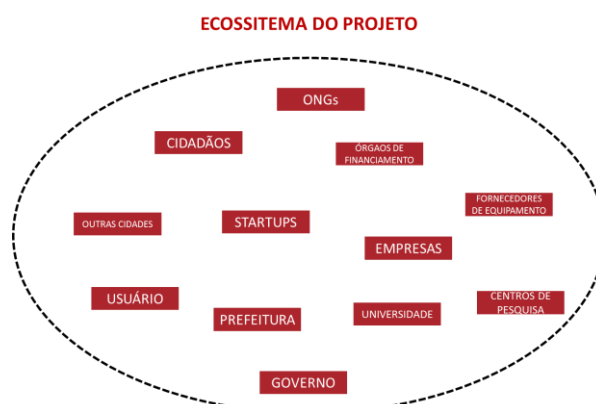 ECOSSITEMA DO PROJETO
ONGs
CIDADÃOS
ÓRGAOS DE
FINANCIAMENTO
FORNECEDORES
DE EQUIPAMENTO
OUTRAS CIDADES
STARTUPS
EMPRESAS
USUÁRIO
PREFEITURA
UNIVERSIDADE
CENTROS DE
PESQUISA
GOVERNO